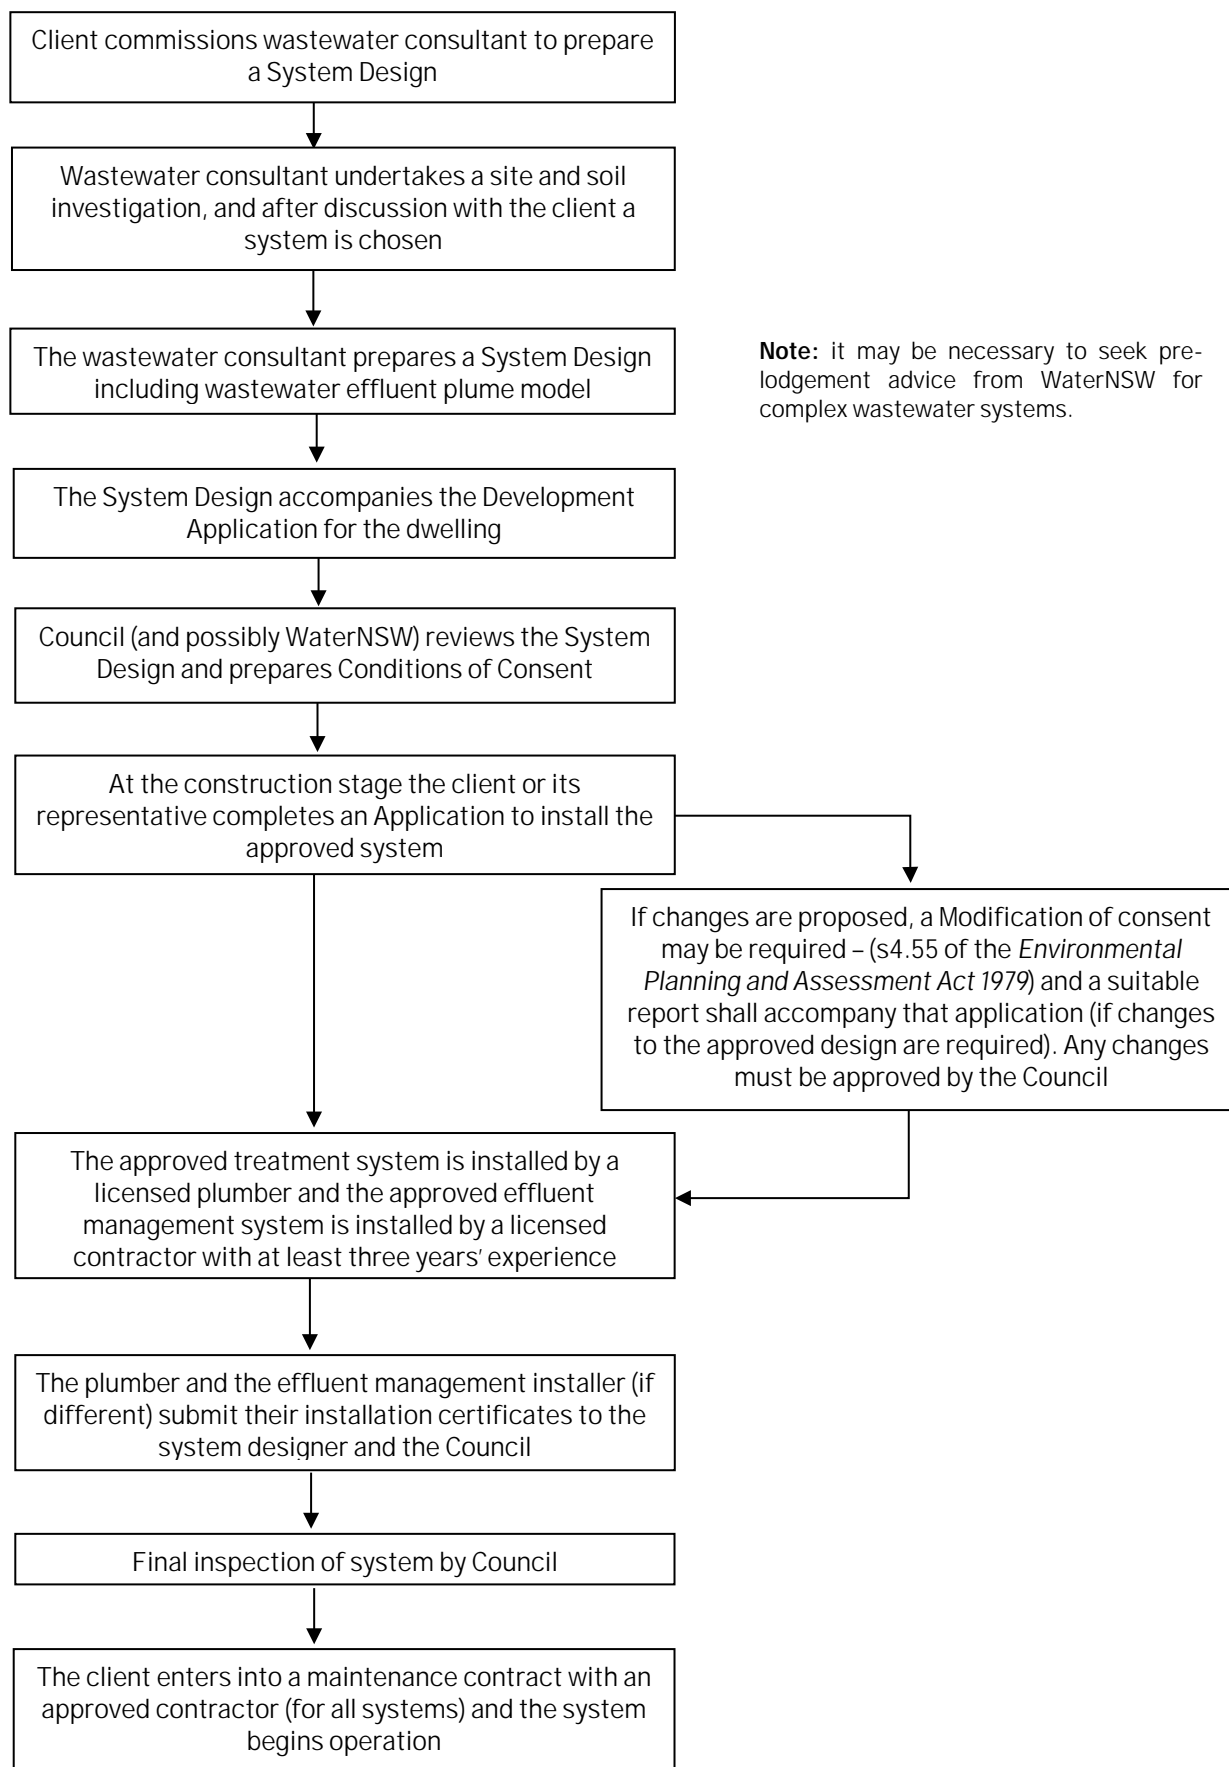 Client commissions wastewater consultant to prepare
a System Design
Wastewater consultant undertakes a site and soil
investigation, and after discussion with the client a
system is chosen
The wastewater consultant prepares a System Design
including wastewater effluent plume model
Note: it may be necessary to seek pre-
lodgement advice from WaterNSW for
complex wastewater systems.
The System Design accompanies the Development
Application for the dwelling
Council (and possibly WaterNSW) reviews the System
Design and prepares Conditions of Consent
At the construction stage the client or its
representative completes an Application to install the
approved system
If changes are proposed, a Modification of consent
may be required – (s4.55 of the Environmental
Planning and Assessment Act 1979) and a suitable
report shall accompany that application (if changes
to the approved design are required). Any changes
must be approved by the Council
The approved treatment system is installed by a
licensed plumber and the approved effluent
management system is installed by a licensed
contractor with at least three years’ experience
The plumber and the effluent management installer (if
different) submit their installation certificates to the
system designer and the Council
Final inspection of system by Council
The client enters into a maintenance contract with an
approved contractor (for all systems) and the system
begins operation